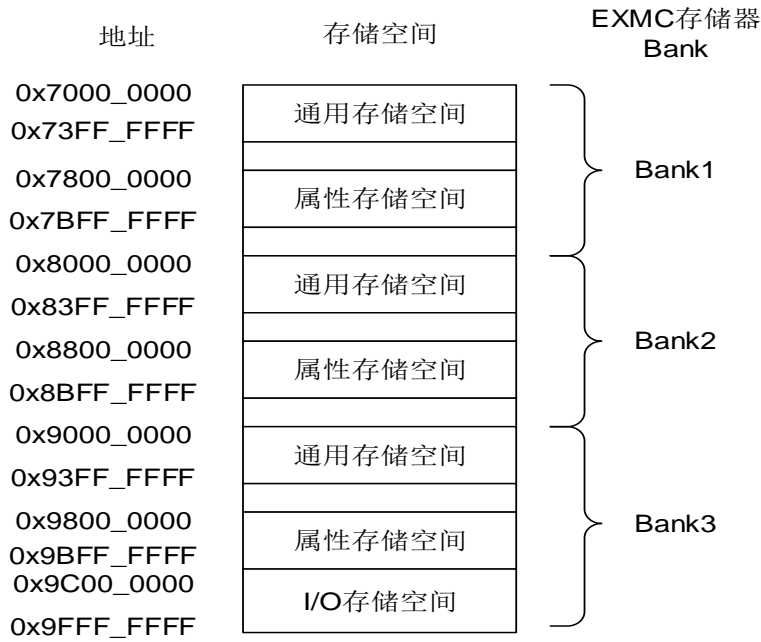 地址
存储空间
EXMC存储器
Bank
0x7000_0000
0x73FF_FFFF
通用存储空间
0x7800_0000
0x7BFF_FFFF
属性存储空间
Bank1
0x8000_0000
0x83FF_FFFF
通用存储空间
0x8800_0000
0x8BFF_FFFF
属性存储空间
Bank2
0x9000_0000
0x93FF_FFFF
通用存储空间
0x9800_0000
0x9BFF_FFFF
属性存储空间
Bank3
0x9C00_0000
0x9FFF_FFFF
I/O存储空间